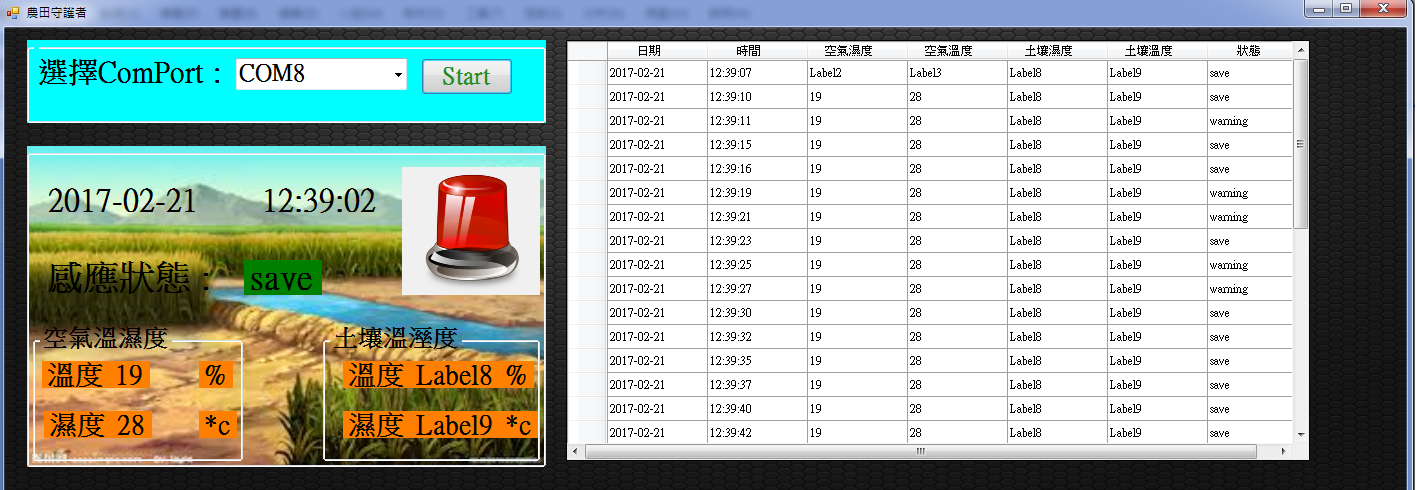 農田守護者
選擇ComPort： COM8 Start
2017-02-21 12:39:02
感應狀態： save
空氣溫濕度
溫度 19 %
濕度 28 *c
土壤溫溼度
溫度 Label8 %
濕度 Label9 *c
日期 時間 空氣濕度 空氣溫度 土壤濕度 土壤溫度 狀態
2017-02-21 12:39:07 Label2 Label3 Label8 Label9 save
2017-02-21 12:39:10 19 28 Label8 Label9 save
2017-02-21 12:39:11 19 28 Label8 Label9 warning
2017-02-21 12:39:15 19 28 Label8 Label9 save
2017-02-21 12:39:16 19 28 Label8 Label9 save
2017-02-21 12:39:19 19 28 Label8 Label9 warning
2017-02-21 12:39:21 19 28 Label8 Label9 warning
2017-02-21 12:39:23 19 28 Label8 Label9 save
2017-02-21 12:39:25 19 28 Label8 Label9 warning
2017-02-21 12:39:27 19 28 Label8 Label9 warning
2017-02-21 12:39:30 19 28 Label8 Label9 save
2017-02-21 12:39:32 19 28 Label8 Label9 save
2017-02-21 12:39:35 19 28 Label8 Label9 save
2017-02-21 12:39:37 19 28 Label8 Label9 save
2017-02-21 12:39:40 19 28 Label8 Label9 save
2017-02-21 12:39:42 19 28 Label8 Label9 save